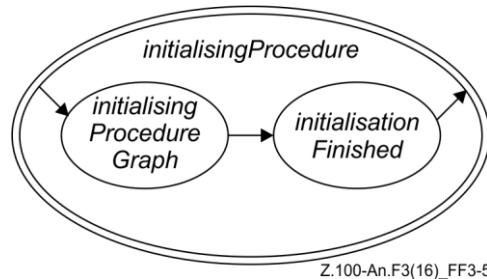 initialisingProcedure
initialising
Procedure
Graph
initialisation
Finished
Z.100-An.F3(16)_FF3-5